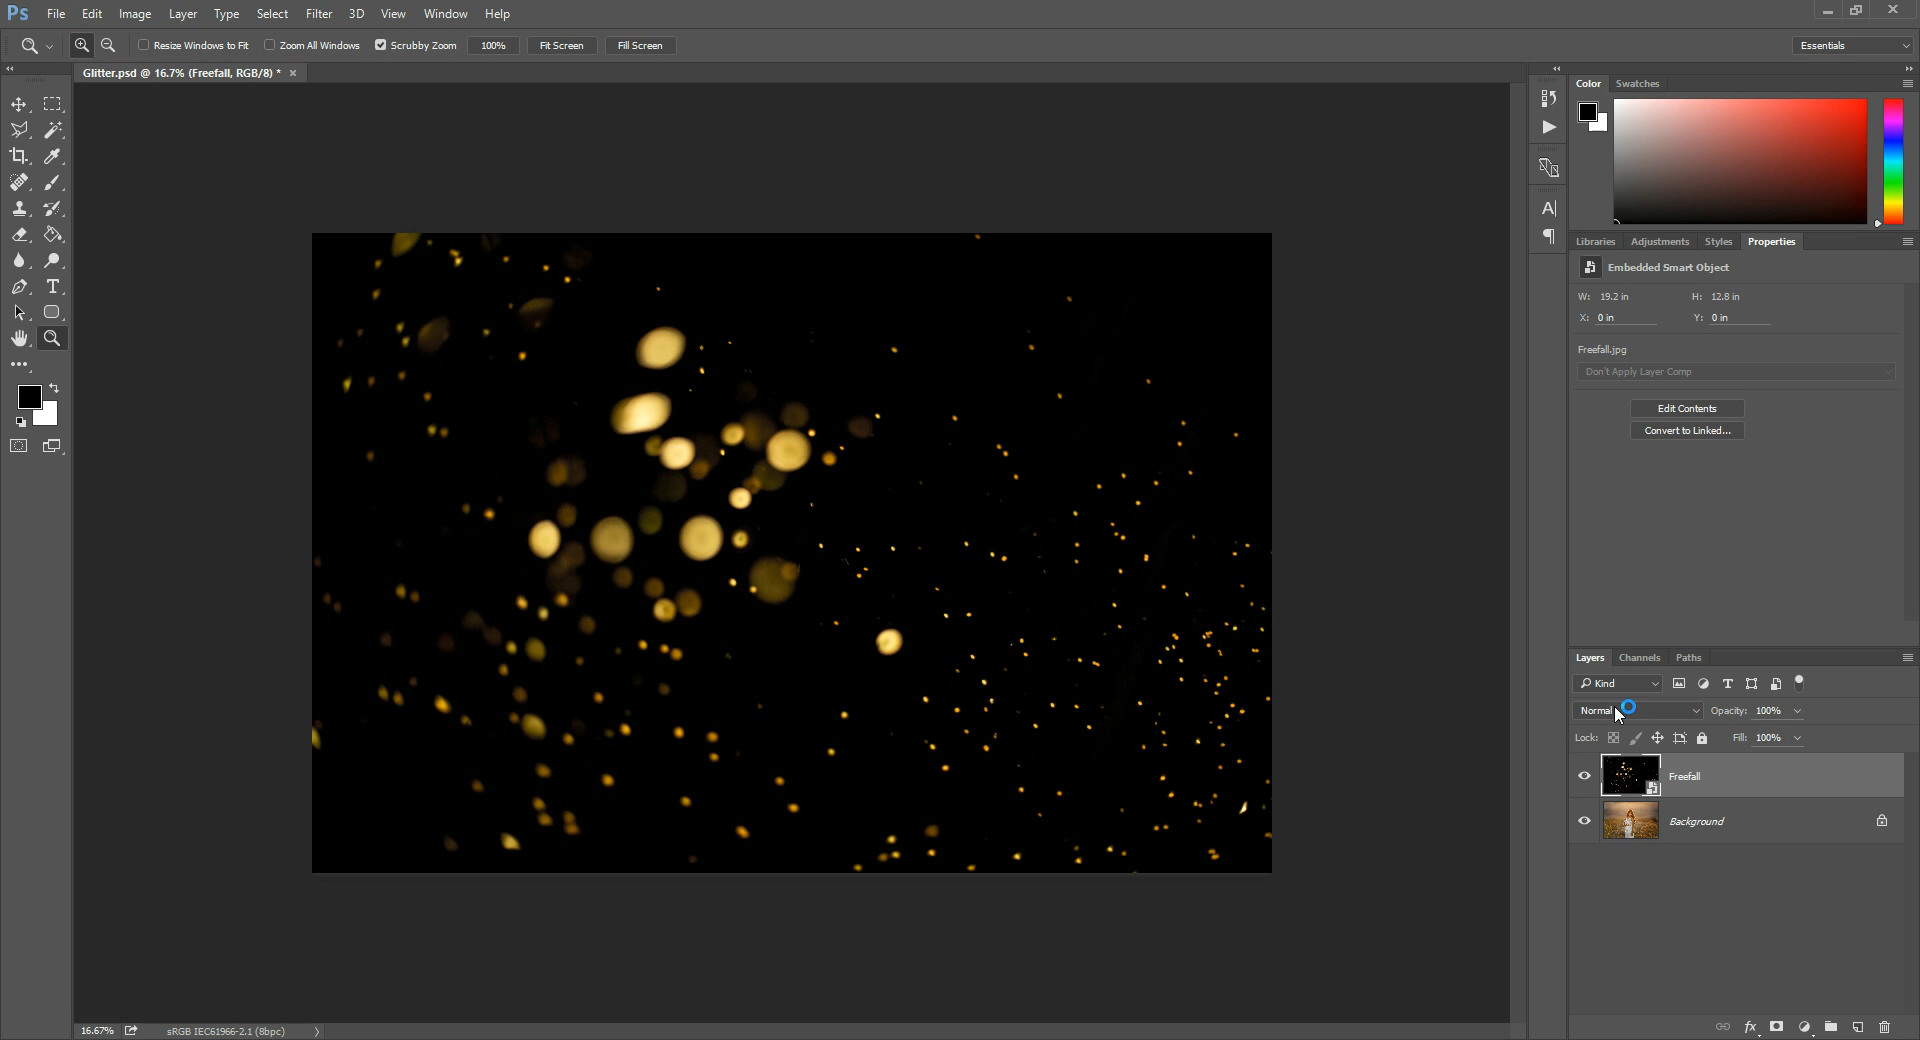 Ps File Edit Image Layer Type Select Filter 3D View Window Help
Resize Windows to Fit Zoom All Windows Scrubby Zoom 100% Fit Screen Fill Screen Essentials
Glitter.psd @ 16.7% (Freefall, RGB/8) *
Color Swatches
Libraries Adjustments Styles Properties
Embedded Smart Object
W: 19.2 in H: 12.8 in
X: 0 in Y: 0 in
Freefall.jpg
Don't Apply Layer Comp
Edit Contents
Convert to Linked...
Layers Channels Paths
Kind
Normal Opacity: 100%
Lock: Fill: 100%
Freefall
Background
16.67% sRGB IEC61966-2.1 (8bpc)